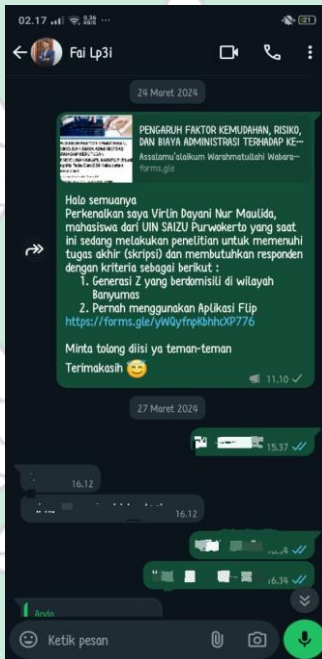 02.17
Fai Lp3i
24 Maret 2024
PENGARUH FAKTOR KEMUDAHAN, RISIKO,
DAN BIAYA ADMINISTRASI TERHADAP KE...
Assalamu'alaikum Warahmatullahi Wabara...
forms.gle
Halo semuanya
Perkenalkan saya Virlin Dayani Nur Maulida,
mahasiswa dari UIN SAIZU Purwokerto yang saat
ini sedang melakukan penelitian untuk memenuhi
tugas akhir (skripsi) dan membutuhkan responden
dengan kriteria sebagai berikut :
1. Generasi Z yang berdomisili di wilayah
Banyumas
2. Pernah menggunakan Aplikasi Flip
https://forms.gle/yWQyfnpKbhhcXP776
Minta tolong diisi ya teman-teman
Terimakasih 😊
11.10
27 Maret 2024
15.37
16.12
16.12
16.34
Anda
Ketik pesan